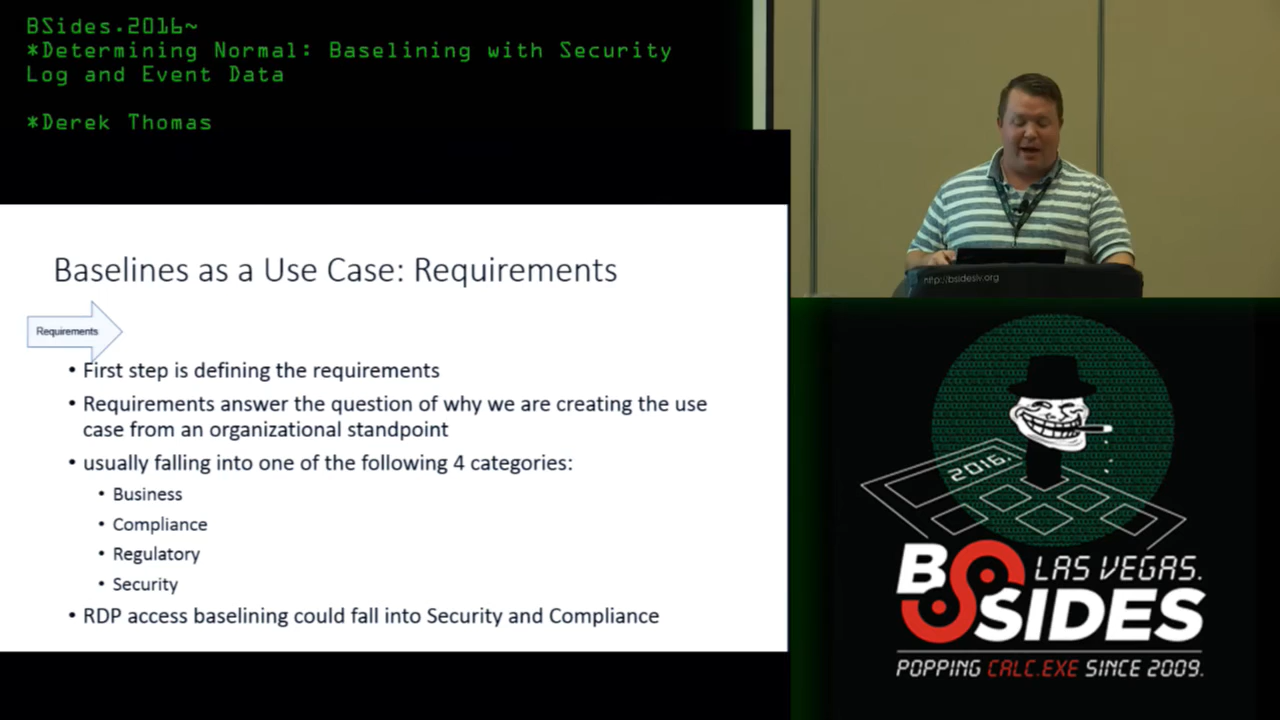 BSides.2016~
*Determining Normal: Baselining with Security
Log and Event Data
*Derek Thomas
Baselines as a Use Case: Requirements
Requirements
• First step is defining the requirements
• Requirements answer the question of why we are creating the use
case from an organizational standpoint
• usually falling into one of the following 4 categories:
• Business
• Compliance
• Regulatory
• Security
• RDP access baselining could fall into Security and Compliance
http://bsideslv.org
2016.
BSIDES
LAS VEGAS.
POPPING CALC.EXE SINCE 2009.